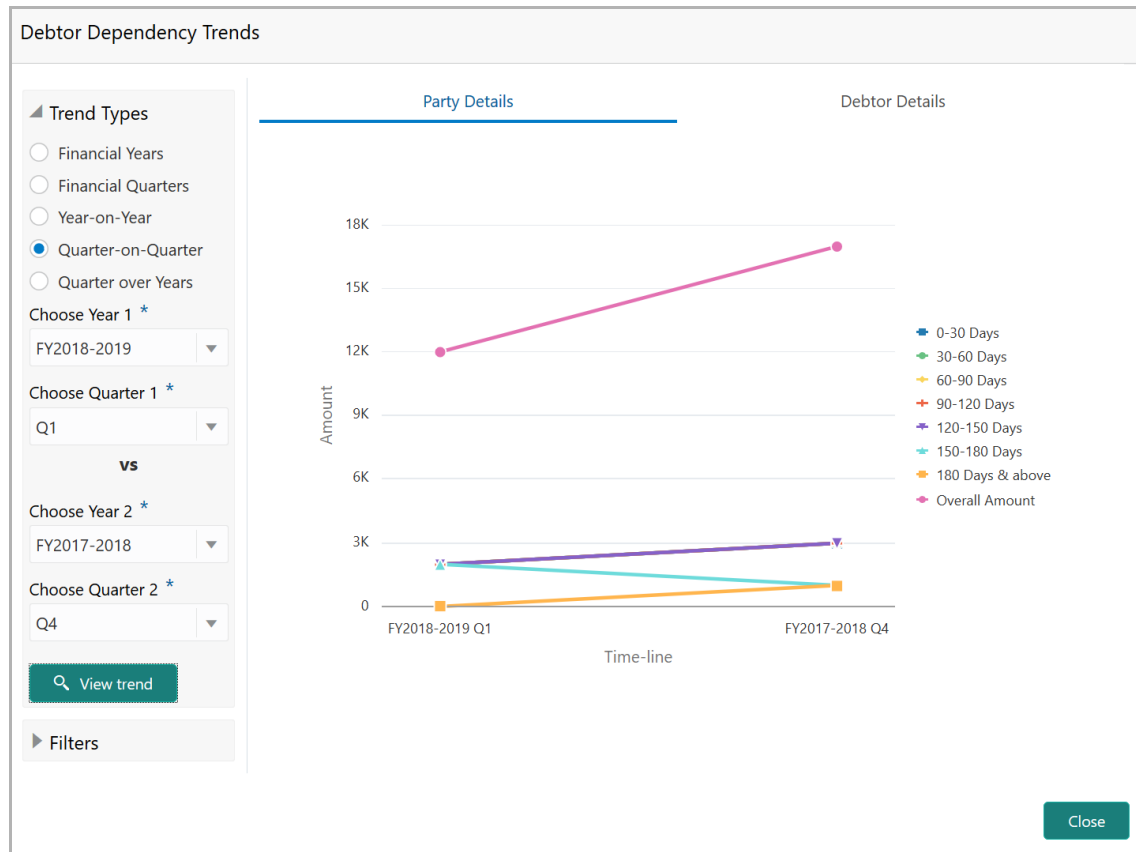 Debtor Dependency Trends
Trend Types
Financial Years
Financial Quarters
Year-on-Year
Quarter-on-Quarter
Quarter over Years
Choose Year 1 *
FY2018-2019
Choose Quarter 1 *
Q1
vs
Choose Year 2 *
FY2017-2018
Choose Quarter 2 *
Q4
View trend
Filters
Party Details
Debtor Details
18K
15K
12K
9K
6K
3K
0
Amount
FY2018-2019 Q1
FY2017-2018 Q4
Time-line
0-30 Days
30-60 Days
60-90 Days
90-120 Days
120-150 Days
150-180 Days
180 Days & above
Overall Amount
Close